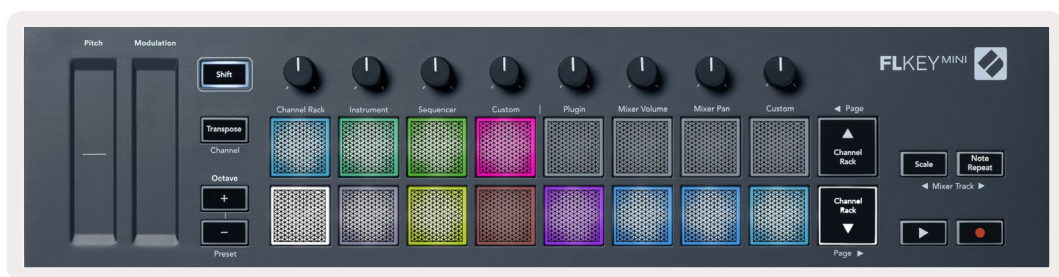 Pitch
Modulation
Shift
FLKEY MINI
Channel Rack
Instrument
Sequencer
Custom
Plugin
Mixer Volume
Mixer Pan
Custom
◀ Page
Transpose
Channel
▲
Channel
Rack
Scale
Note
Repeat
◀ Mixer Track ▶
Octave
+
−
Preset
Channel
Rack
▼
Page ▶